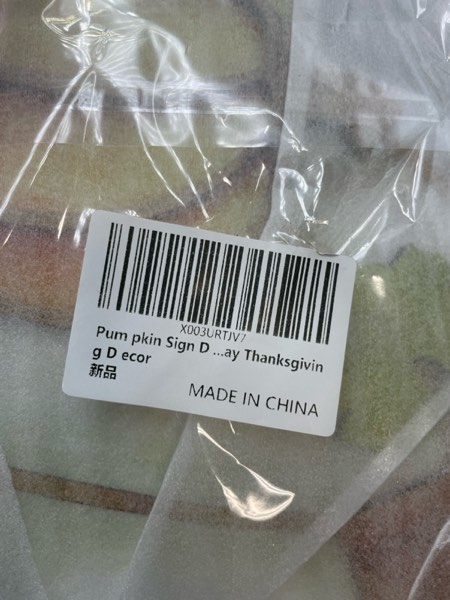 X003URTJV7
Pum pkin Sign D ...ay Thanksgivin
g D ecor
新品
MADE IN CHINA